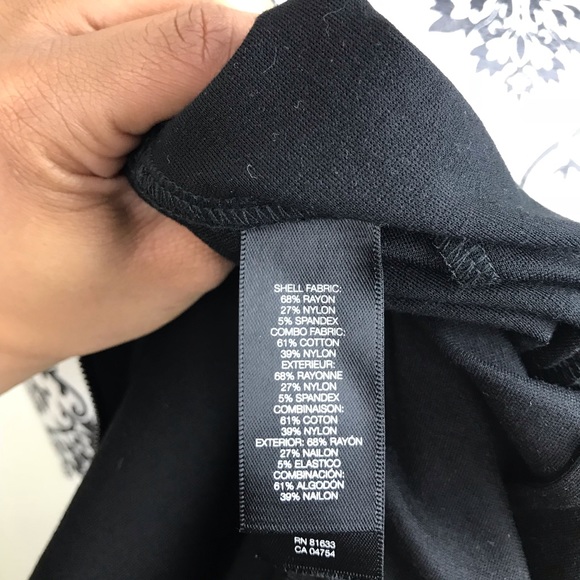 SHELL FABRIC:
68% RAYON
27% NYLON
5% SPANDEX
COMBO FABRIC:
61% COTTON
39% NYLON
EXTERIEUR:
68% RAYONNE
27% NYLON
5% SPANDEX
COMBINAISON:
61% COTON
39% NYLON
EXTERIOR: 68% RAYÓN
27% NAILON
5% ELASTICO
COMBINACIÓN:
61% ALGODÓN
39% NAILON
RN 81633
CA 04754